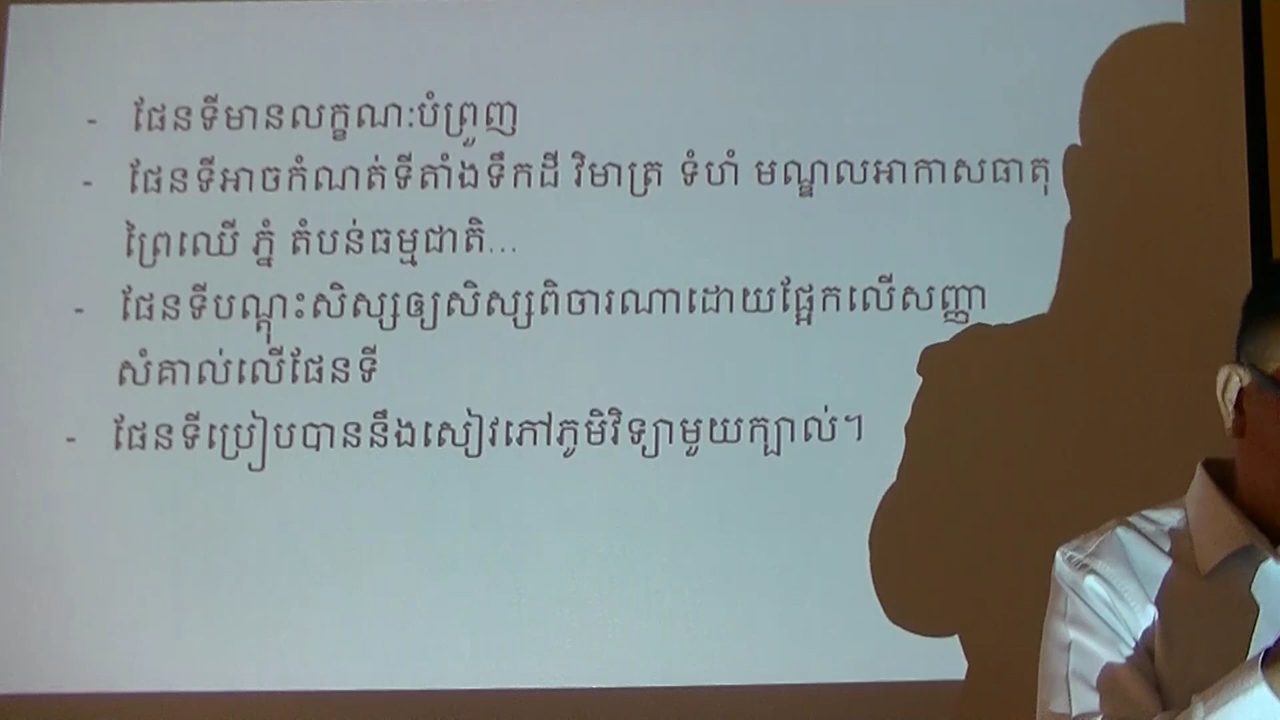 - ផែនទីមានលក្ខណៈបំព្រួញ
- ផែនទីអាចកំណត់ទីតាំងទឹកដី វិមាត្រ ទំហំ មណ្ឌលអាកាសធាតុ
ព្រៃឈើ ភ្នំ តំបន់ធម្មជាតិ...
- ផែនទីបណ្តុះសិស្សឲ្យសិស្សពិចារណាដោយផ្អែកលើសញ្ញា
សំគាល់លើផែនទី
- ផែនទីប្រៀបបាននឹងសៀវភៅភូមិវិទ្យាមួយក្បាល់។